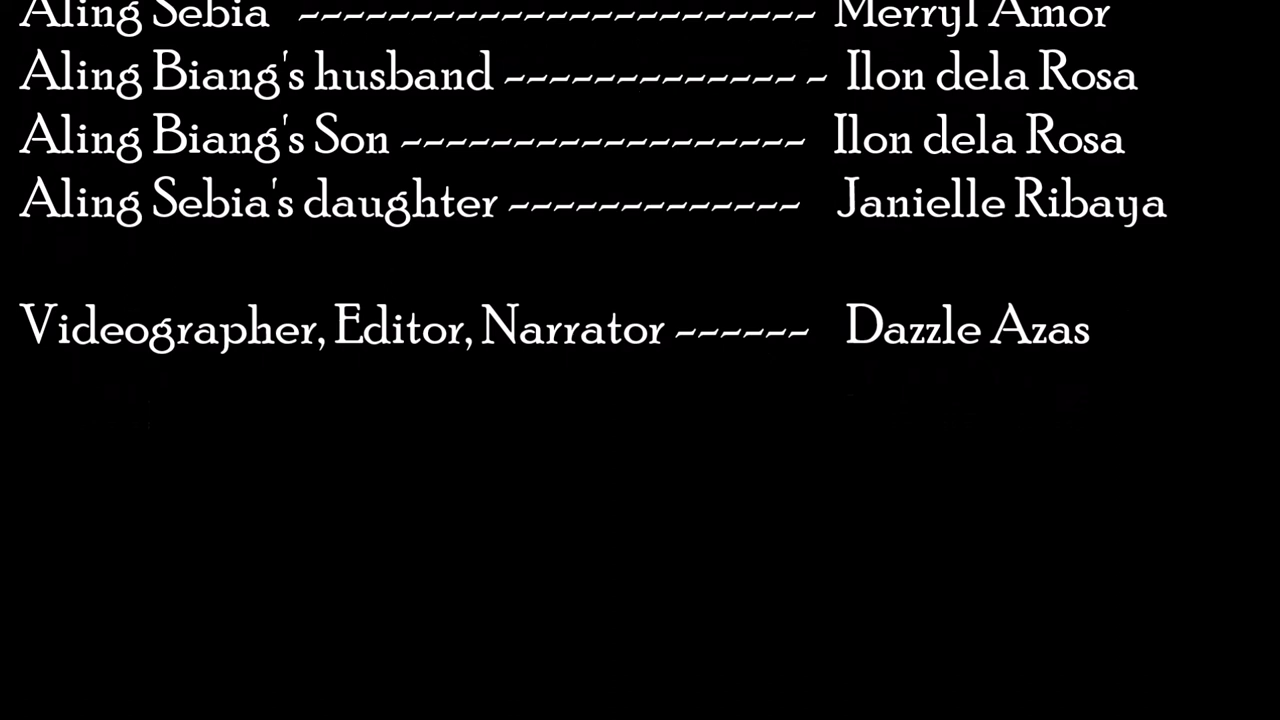 Aling Sebia ----------------------- Merryl Amor
Aling Biang's husband ------------- - Ilon dela Rosa
Aling Biang's Son ------------------ Ilon dela Rosa
Aling Sebia's daughter ------------- Janielle Ribaya
Videographer, Editor, Narrator ------ Dazzle Azas